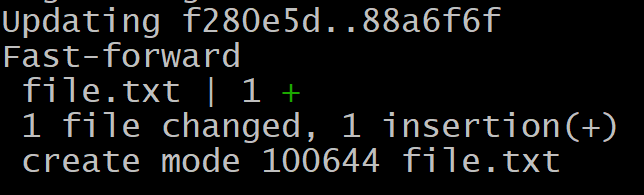 Updating f280e5d..88a6f6f
Fast-forward
 file.txt | 1 +
 1 file changed, 1 insertion(+)
 create mode 100644 file.txt